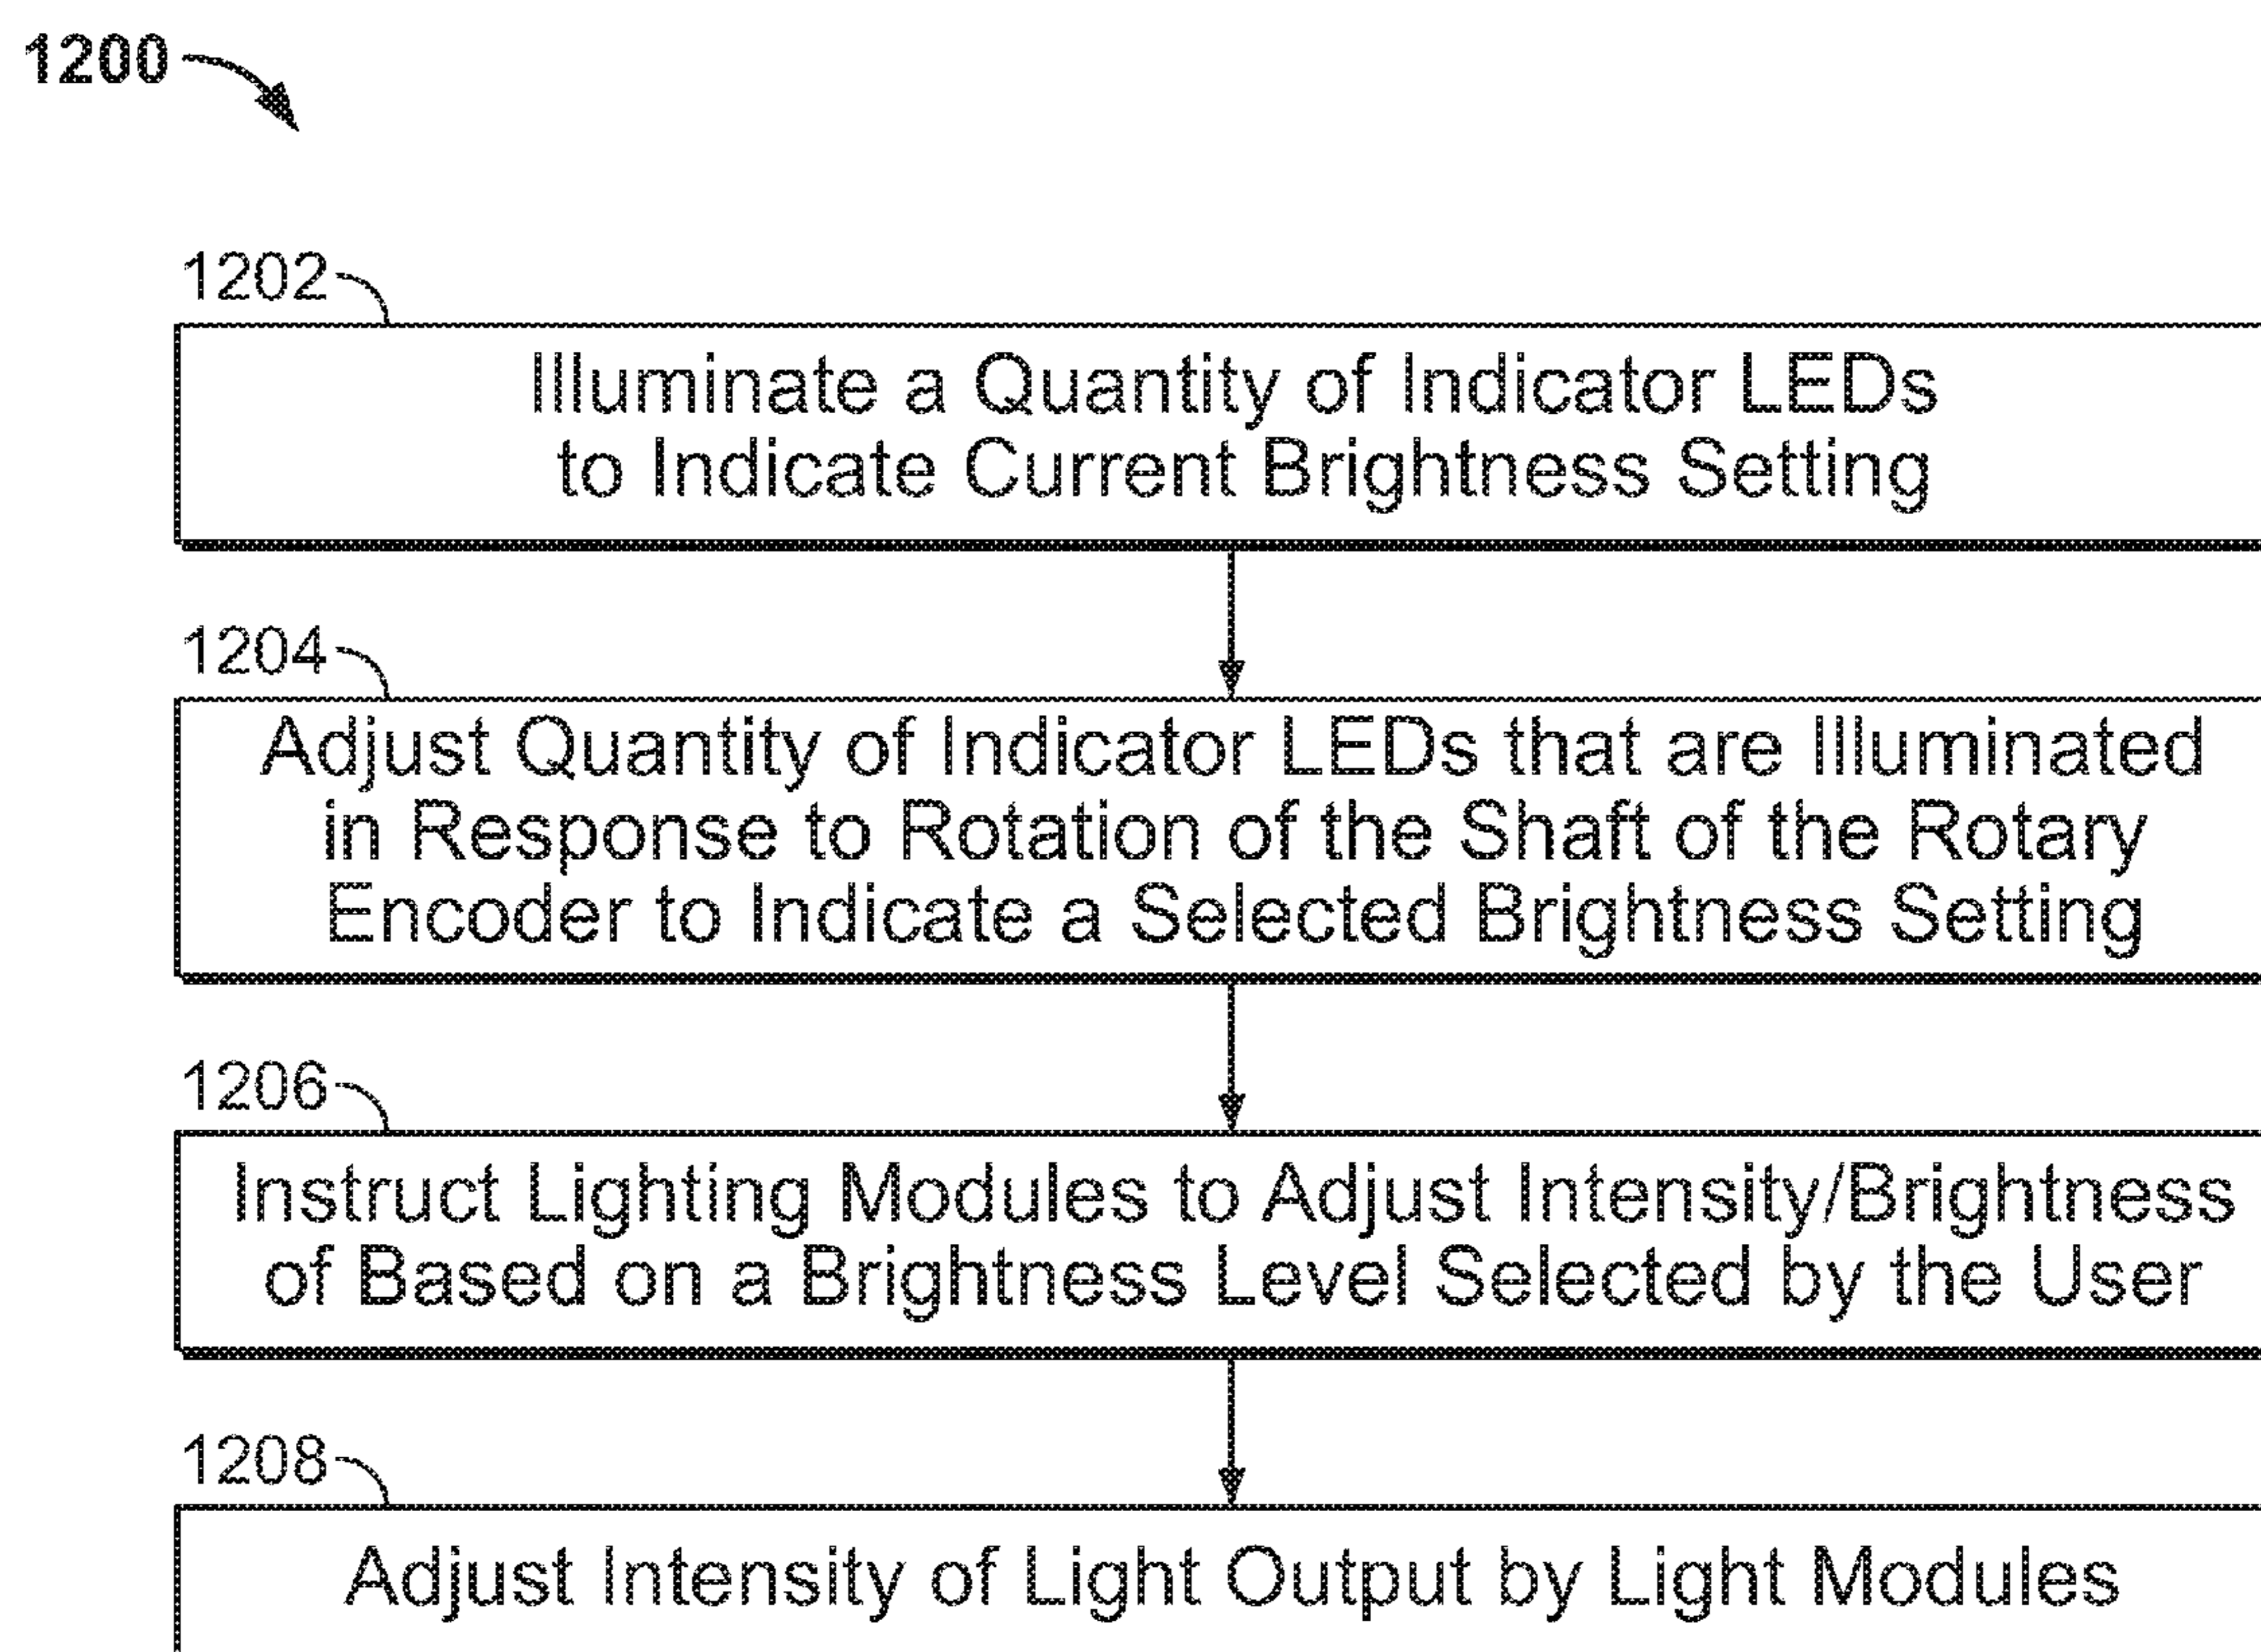 1200
1202
Illuminate a Quantity of Indicator LEDs
to Indicate Current Brightness Setting
1204
Adjust Quantity of Indicator LEDs that are Illuminated
in Response to Rotation of the Shaft of the Rotary
Encoder to Indicate a Selected Brightness Setting
1206
Instruct Lighting Modules to Adjust Intensity/Brightness
of Based on a Brightness Level Selected by the User
1208
Adjust Intensity of Light Output by Light Modules